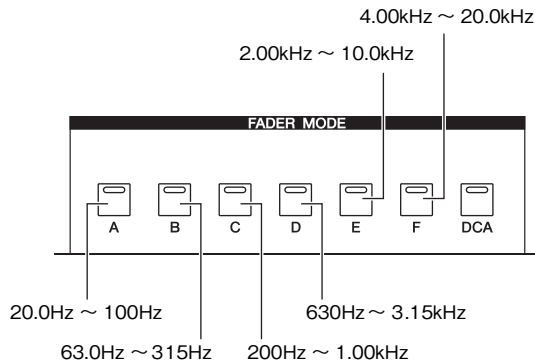 4.00kHz ～ 20.0kHz
2.00kHz ～ 10.0kHz
FADER MODE
A B C D E F DCA
20.0Hz ～ 100Hz
630Hz～ 3.15kHz
63.0Hz ～315Hz
200Hz ～ 1.00kHz